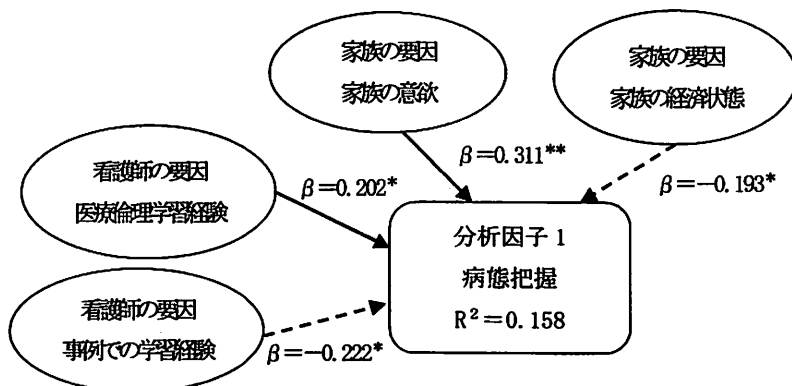 家族の要因
家族の意欲
家族の要因
家族の経済状態
β=0.311**
β=-0.193*
看護師の要因
医療倫理学習経験
β=0.202*
分析因子 1
病態把握
R²=0.158
看護師の要因
事例での学習経験
β=-0.222*